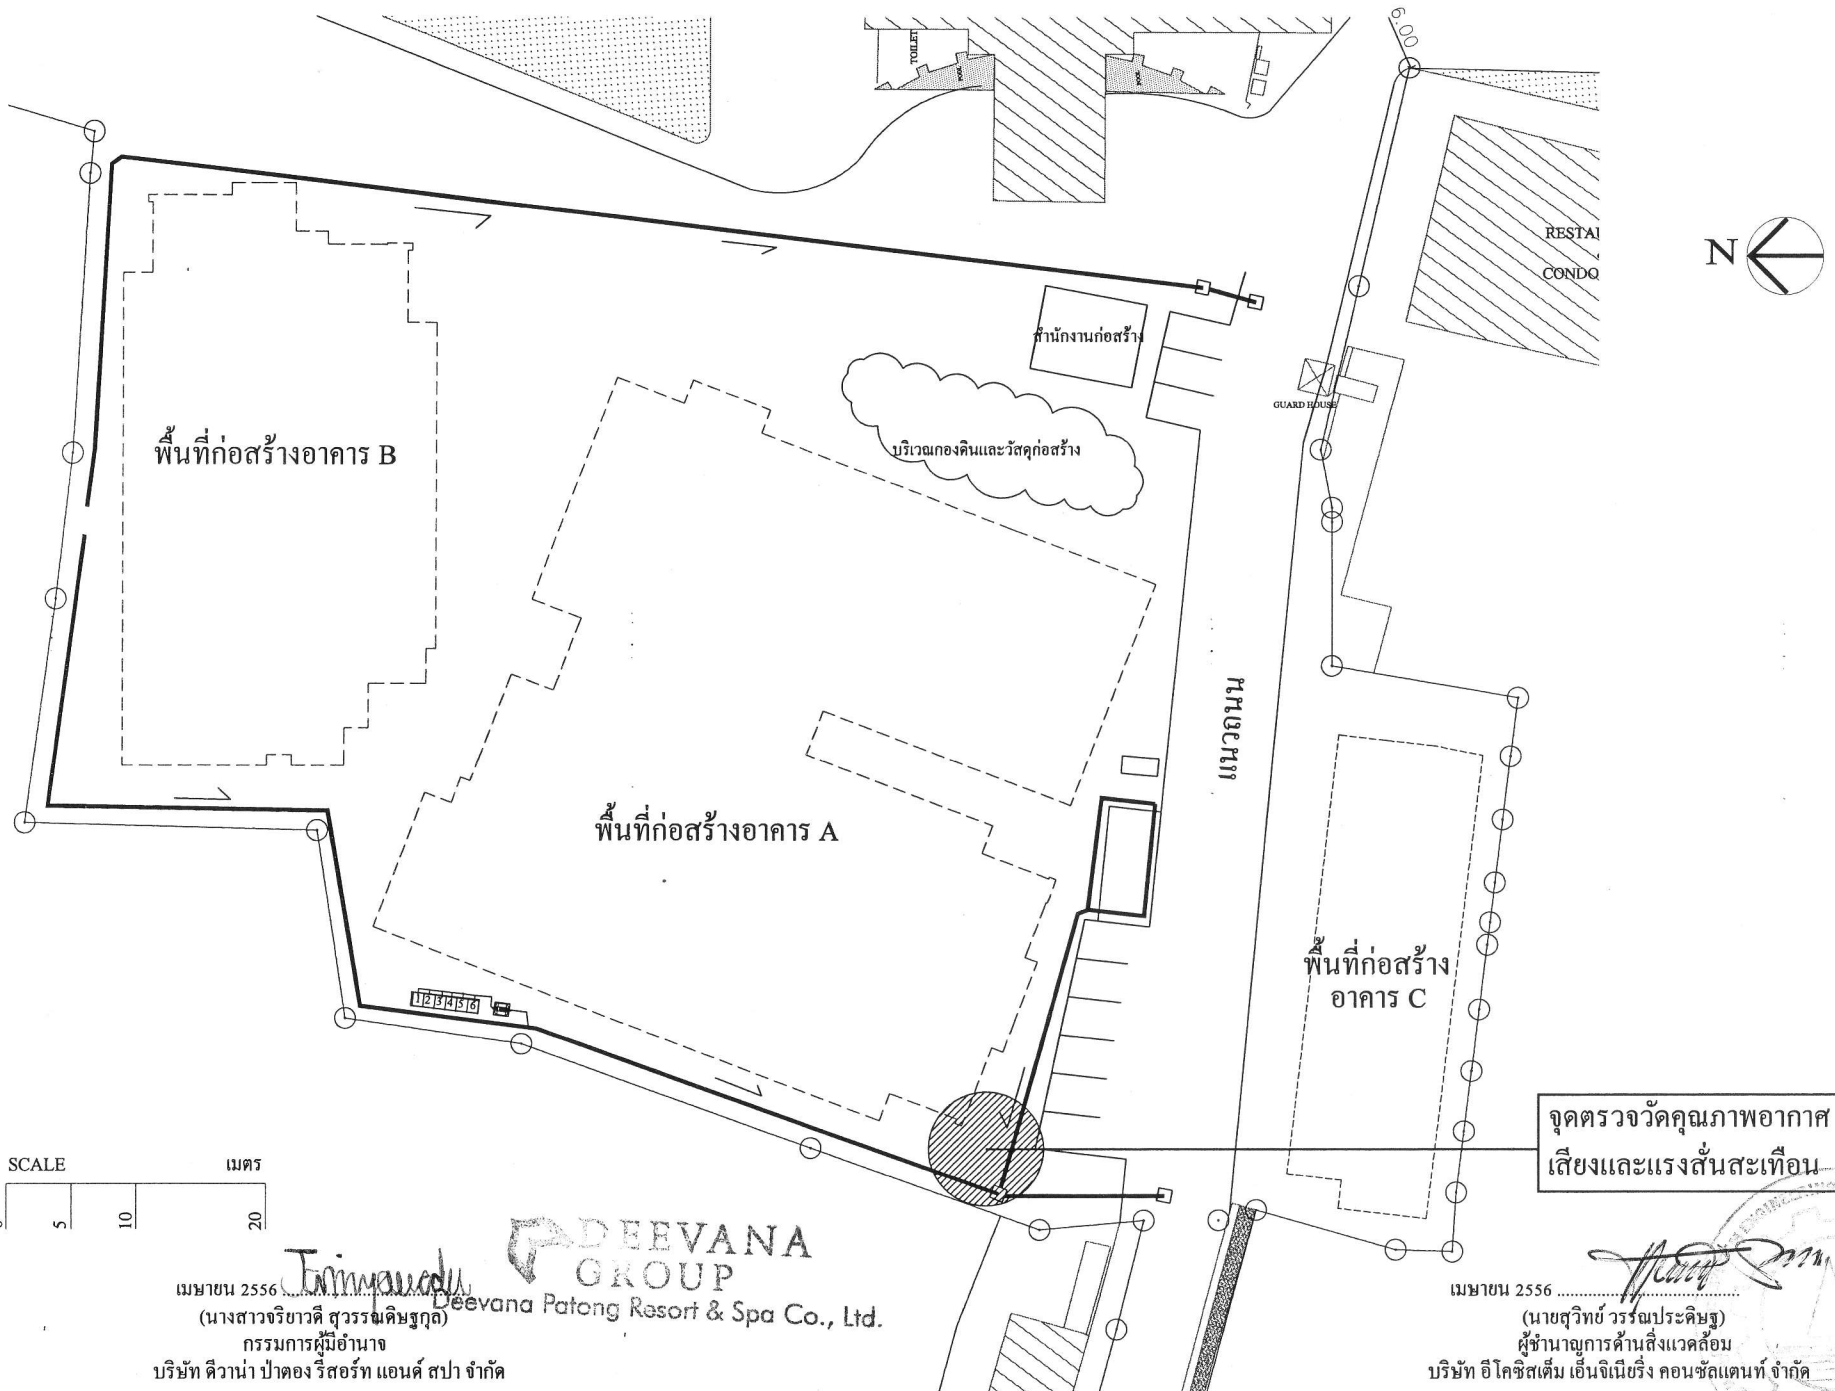 6.00
TOILET
POOL
POOL
N
สำนักงานก่อสร้าง
GUARD HOUSE
พื้นที่ก่อสร้างอาคาร B
บริเวณกองดินและวัสดุก่อสร้าง
แนวถนน
พื้นที่ก่อสร้างอาคาร A
พื้นที่ก่อสร้าง
อาคาร C
1 2 3 4 5 6
จุดตรวจวัดคุณภาพอากาศ
เสียงและแรงสั่นสะเทือน
SCALE เมตร
0 5 10 20
DEEVANA
GROUP
Deevana Patong Resort & Spa Co., Ltd.
เมษายน 2556
(นางสาวจริยาวดี สุวรรณดิษฐกุล)
กรรมการผู้มีอำนาจ
บริษัท ดีวาน่า ป่าตอง รีสอร์ท แอนด์ สปา จำกัด
เมษายน 2556
(นายสุวิทย์ วรรณประดิษฐ)
ผู้ชำนาญการด้านสิ่งแวดล้อม
บริษัท อีโคซิสเต็ม เอ็นจิเนียริ่ง คอนซัลแตนท์ จำกัด